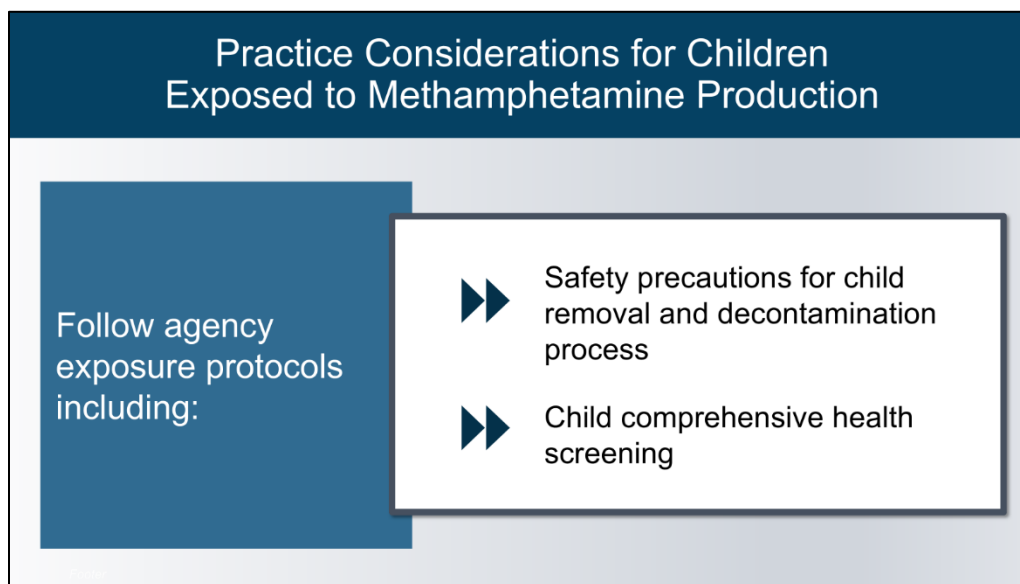 Practice Considerations for Children
Exposed to Methamphetamine Production
Follow agency
exposure protocols
including:
Safety precautions for child
removal and decontamination
process
Child comprehensive health
screening